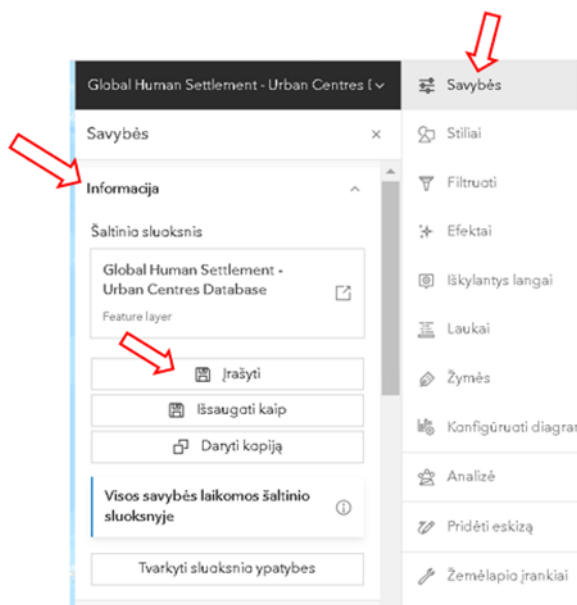 Global Human Settlement - Urban Centres [
Savybės
Informacija
Šaltinio sluoksnis
Global Human Settlement -
Urban Centres Database
Feature layer
Įrašyti
Išsaugoti kaip
Daryti kopiją
Visos savybės laikomos šaltinio
sluoksnyje
Tvarkyti sluoksnio ypatybes
Savybės
Stiliai
Filtruoti
Efektai
Iškylantys langai
Laukai
Žymės
Konfigūruoti diagram
Analizė
Pridėti eskizą
Žemėlapio įrankiai